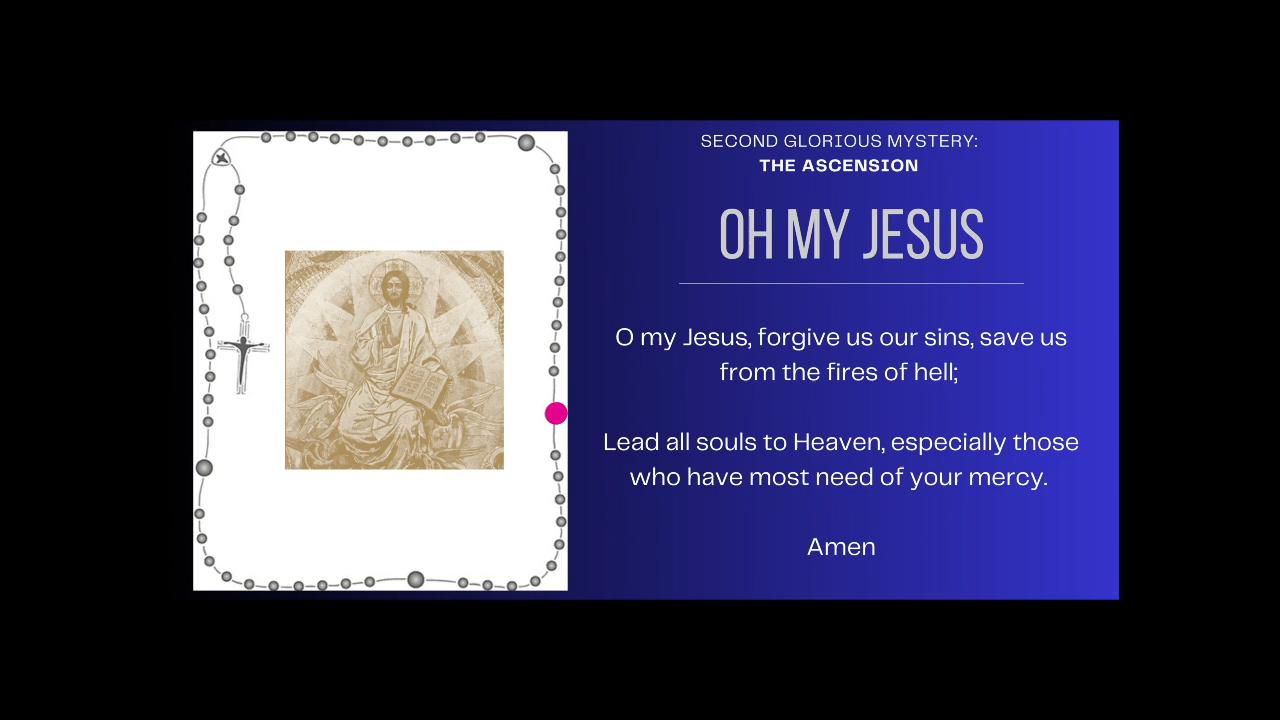 SECOND GLORIOUS MYSTERY:
THE ASCENSION
OH MY JESUS
O my Jesus, forgive us our sins, save us
from the fires of hell;
Lead all souls to Heaven, especially those
who have most need of your mercy.
Amen